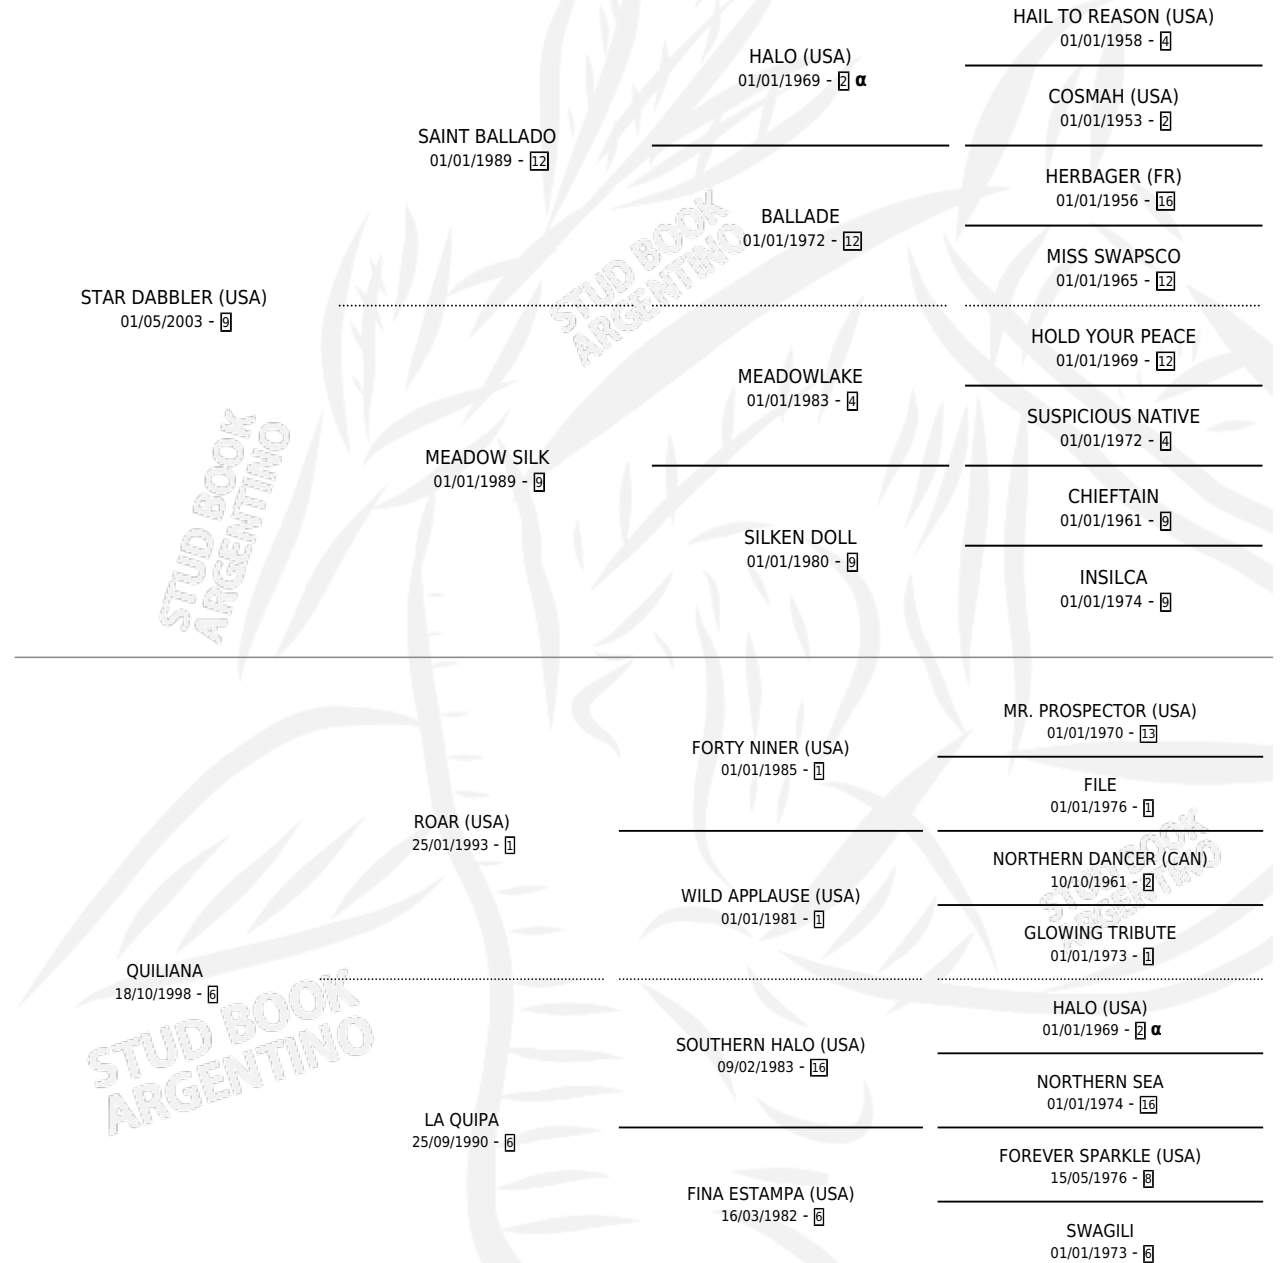 HAIL TO REASON (USA)
01/01/1958 - 4
HALO (USA)
01/01/1969 - 2 α
COSMAH (USA)
01/01/1953 - 2
SAINT BALLADO
01/01/1989 - 12
HERBAGER (FR)
01/01/1956 - 16
BALLADE
01/01/1972 - 12
MISS SWAPSCO
01/01/1965 - 12
STAR DABBLER (USA)
01/05/2003 - 9
HOLD YOUR PEACE
01/01/1969 - 12
MEADOWLAKE
01/01/1983 - 4
SUSPICIOUS NATIVE
01/01/1972 - 4
MEADOW SILK
01/01/1989 - 9
CHIEFTAIN
01/01/1961 - 9
SILKEN DOLL
01/01/1980 - 9
INSILCA
01/01/1974 - 9
MR. PROSPECTOR (USA)
01/01/1970 - 13
FORTY NINER (USA)
01/01/1985 - 1
FILE
01/01/1976 - 1
ROAR (USA)
25/01/1993 - 1
NORTHERN DANCER (CAN)
10/10/1961 - 2
WILD APPLAUSE (USA)
01/01/1981 - 1
GLOWING TRIBUTE
01/01/1973 - 1
QUILIANA
18/10/1998 - 6
HALO (USA)
01/01/1969 - 2 α
SOUTHERN HALO (USA)
09/02/1983 - 16
NORTHERN SEA
01/01/1974 - 16
LA QUIPA
25/09/1990 - 6
FOREVER SPARKLE (USA)
15/05/1976 - 8
FINA ESTAMPA (USA)
16/03/1982 - 6
SWAGILI
01/01/1973 - 6
STUD BOOK
ARGENTINO
STUD BOOK
ARGENTINO
STUD BOOK
ARGENTINO
STUD BOOK
ARGENTINO